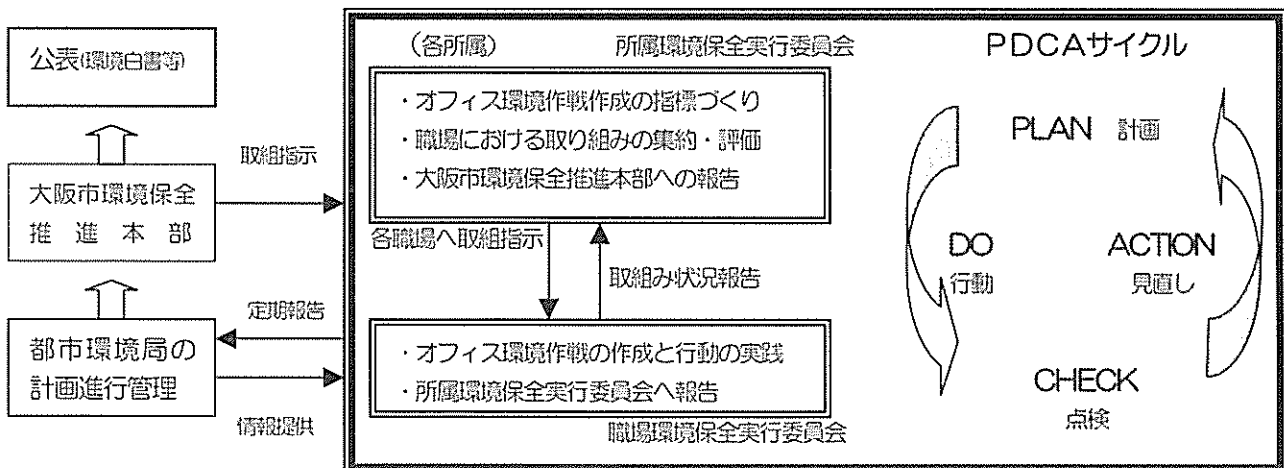 公表(環境白書等)
大阪市環境保全
推進本部
都市環境局の
計画進行管理
取組指示
定期報告
情報提供
(各所属)
所属環境保全実行委員会
・オフィス環境作戦作成の指標づくり
・職場における取り組みの集約・評価
・大阪市環境保全推進本部への報告
各職場へ取組指示
取組み状況報告
・オフィス環境作戦の作成と行動の実践
・所属環境保全実行委員会へ報告
職場環境保全実行委員会
PDCAサイクル
PLAN 計画
DO
行動
ACTION
見直し
CHECK
点検